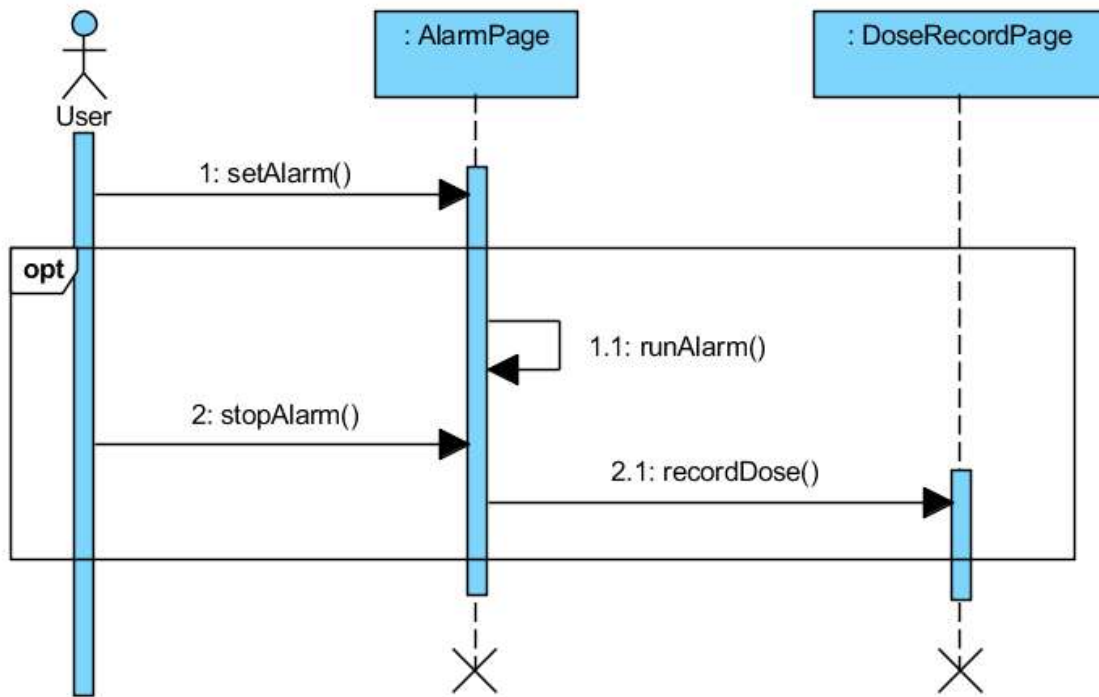 : AlarmPage
: DoseRecordPage
User
1: setAlarm()
opt
1.1: runAlarm()
2: stopAlarm()
2.1: recordDose()